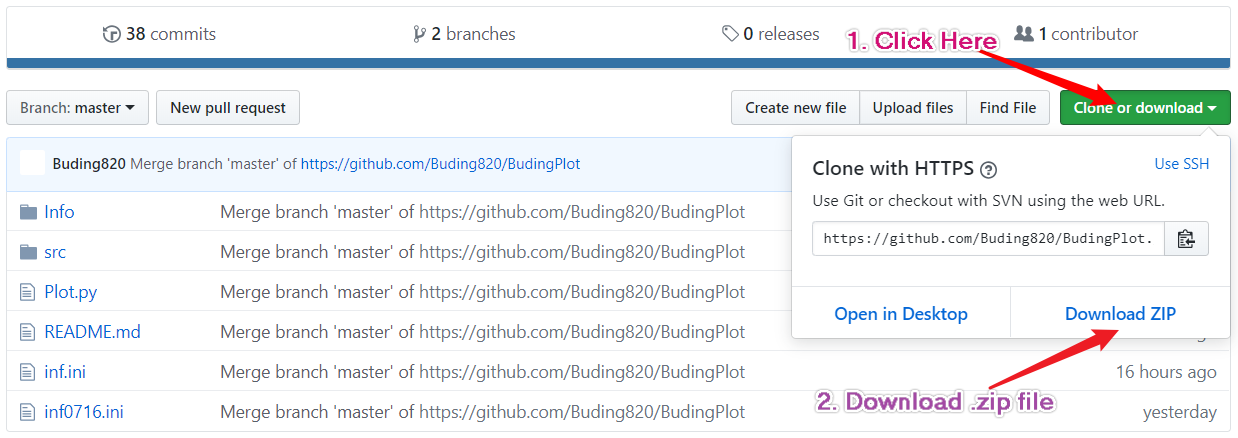 38 commits 2 branches 0 releases 1 contributor
1. Click Here
Branch: master New pull request Create new file Upload files Find File Clone or download
Buding820 Merge branch 'master' of https://github.com/Buding820/BudingPlot
Clone with HTTPS Use SSH
Use Git or checkout with SVN using the web URL.
https://github.com/Buding820/BudingPlot.
Open in Desktop Download ZIP
Info Merge branch 'master' of https://github.com/Buding820/BudingPlot
src Merge branch 'master' of https://github.com/Buding820/BudingPlot
Plot.py Merge branch 'master' of https://github.com/Buding820/BudingPlot
README.md Merge branch 'master' of https://github.com/Buding820/BudingPlot
inf.ini Merge branch 'master' of https://github.com/Buding820/BudingPlot 16 hours ago
2. Download .zip file
inf0716.ini Merge branch 'master' of https://github.com/Buding820/BudingPlot yesterday